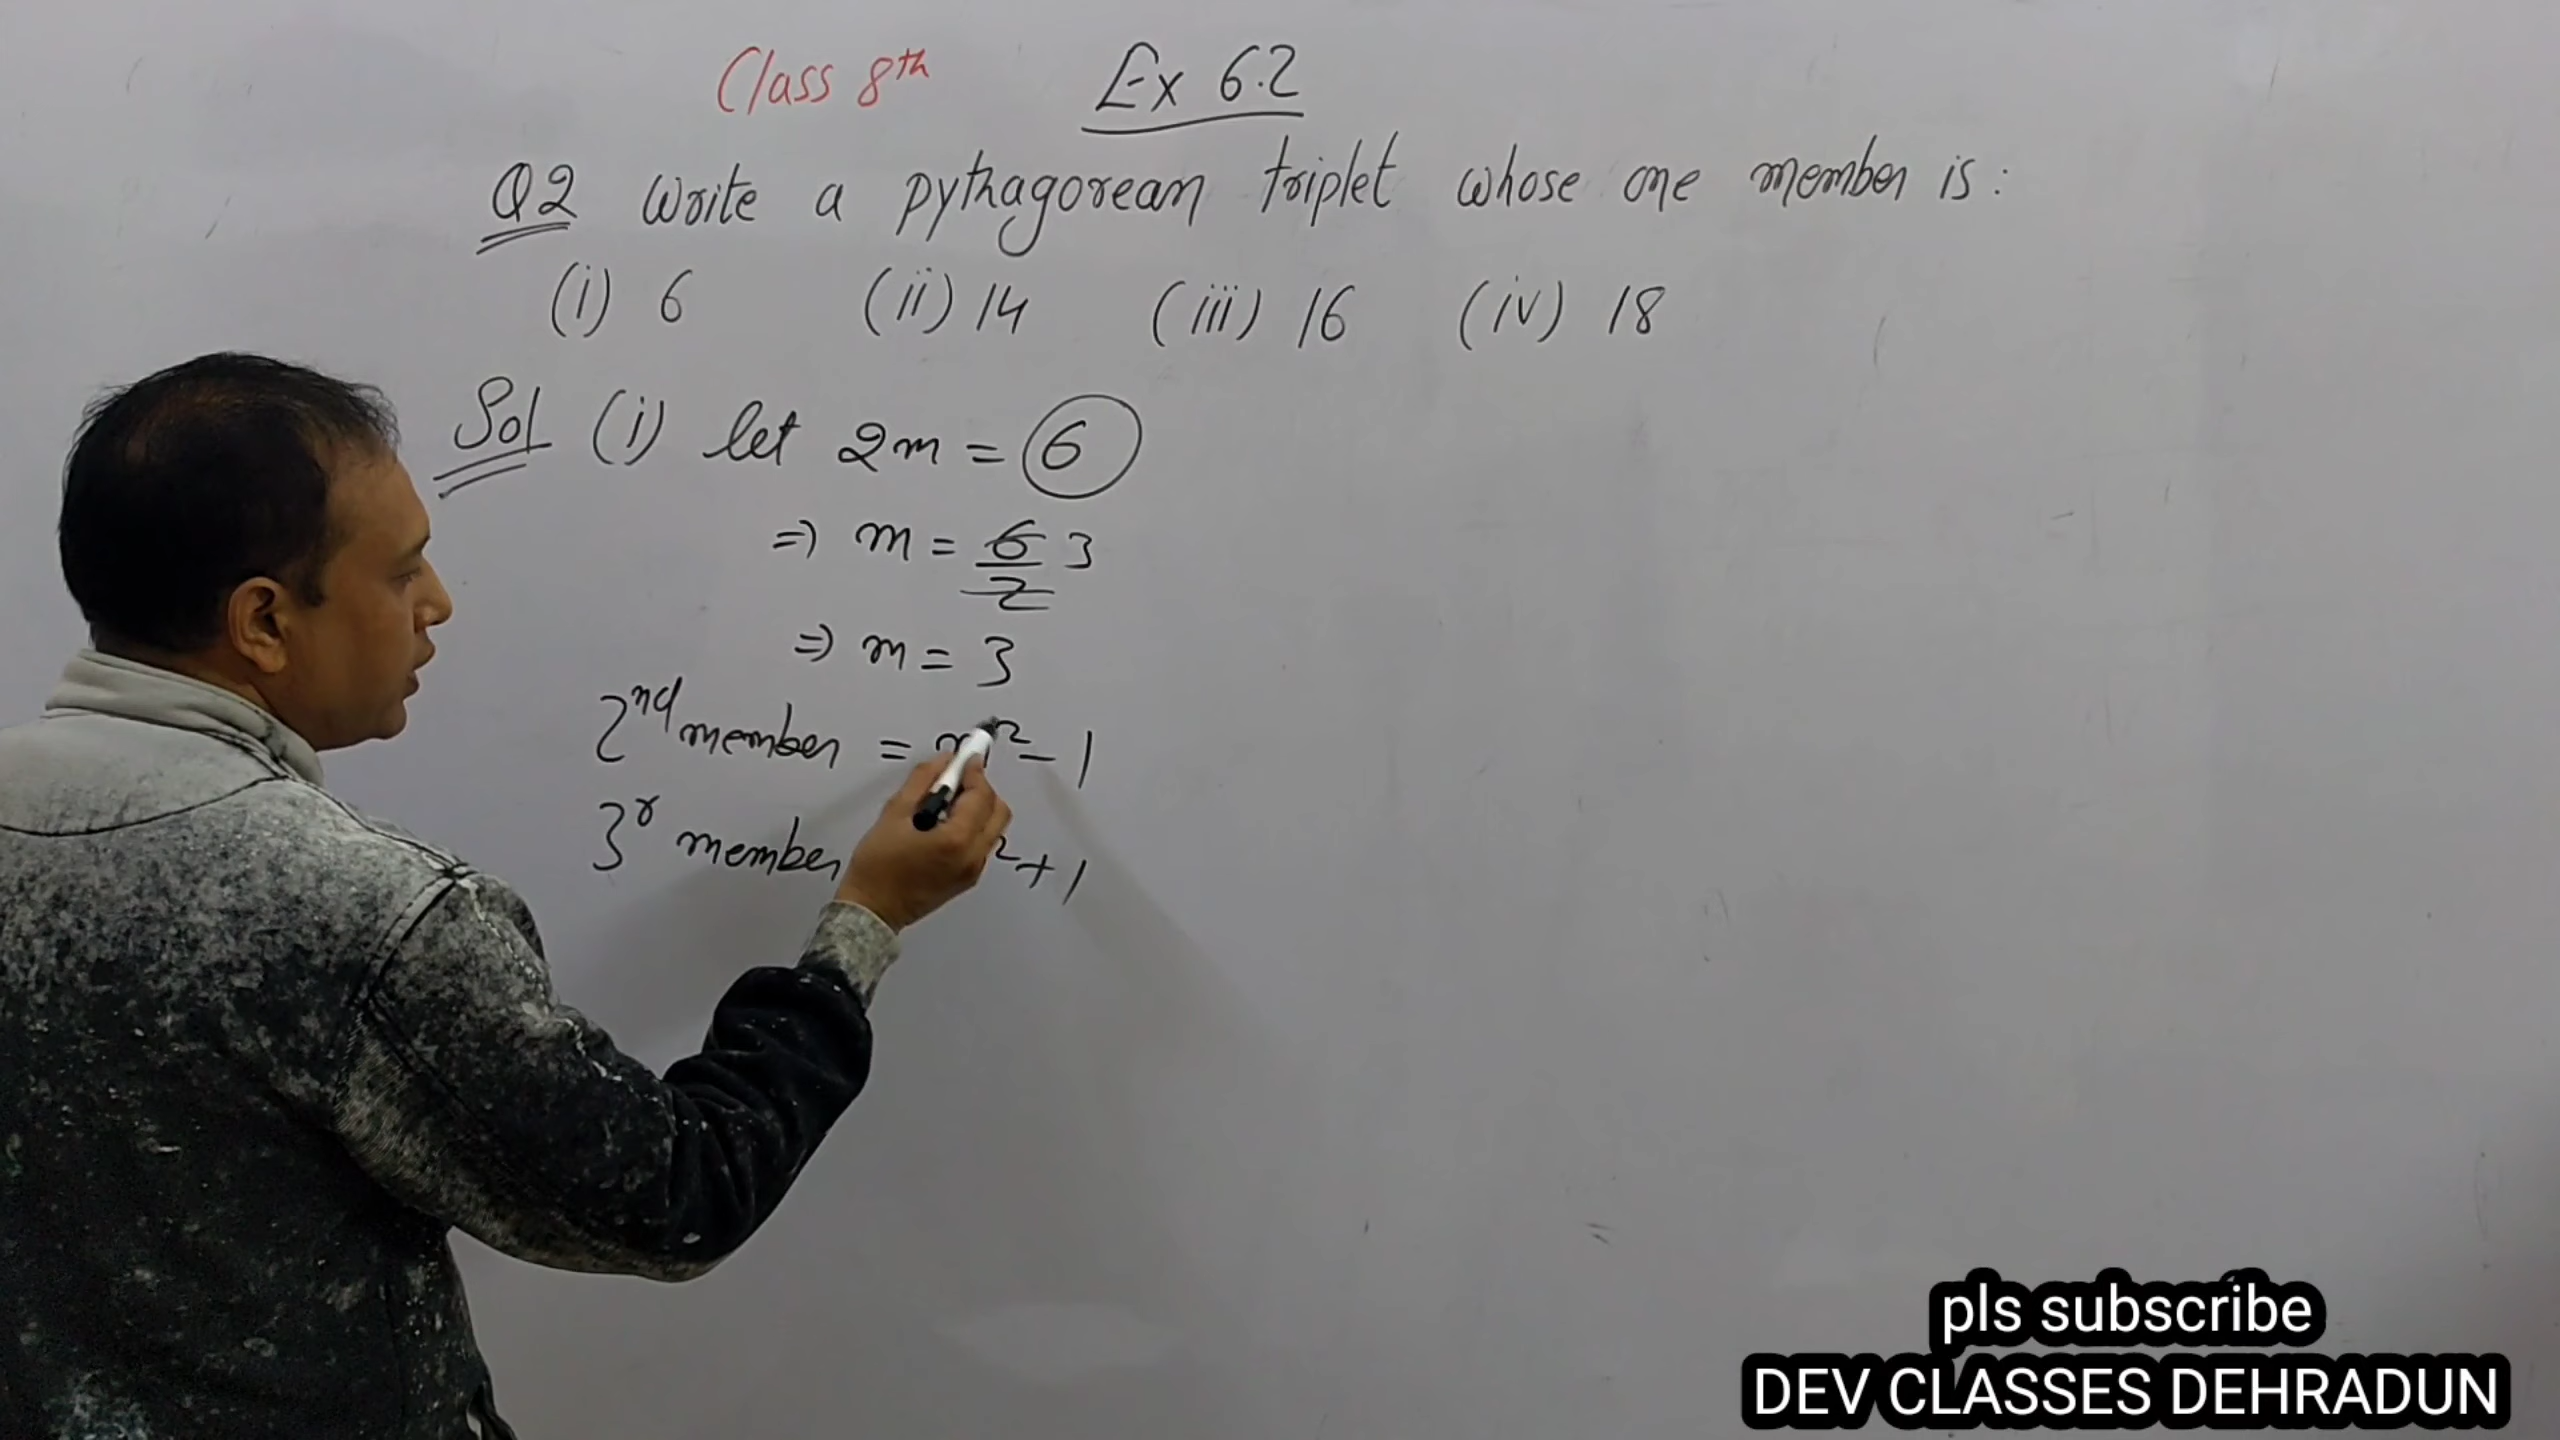 Class 8th Ex 6.2
Q2 Write a pythagorean triplet whose one member is:
(i) 6 (ii) 14 (iii) 16 (iv) 18
Sol (i) let 2m = 6
=> m = 6/2 3
=> m = 3
2nd member = m² - 1
3r member ² + 1
pls subscribe
DEV CLASSES DEHRADUN